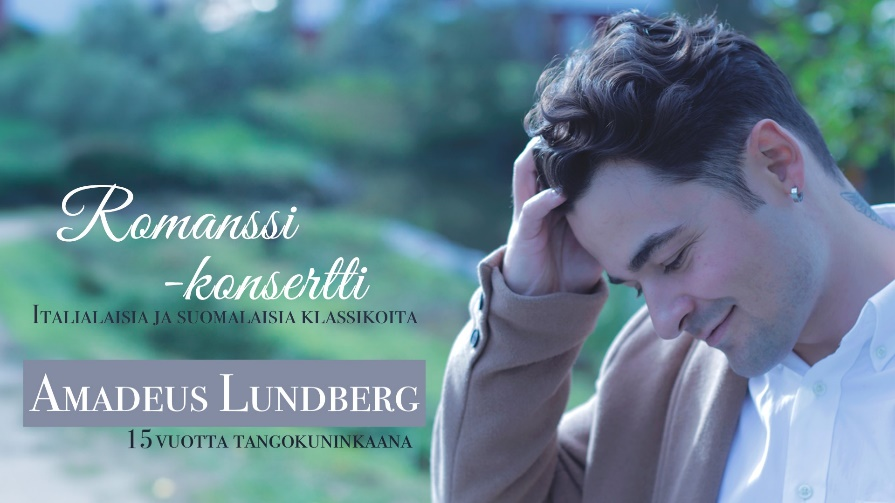 Romanssi
-konsertti
Italialaisia ja suomalaisia klassikoita
Amadeus Lundberg
15 vuotta tangokuninkaana